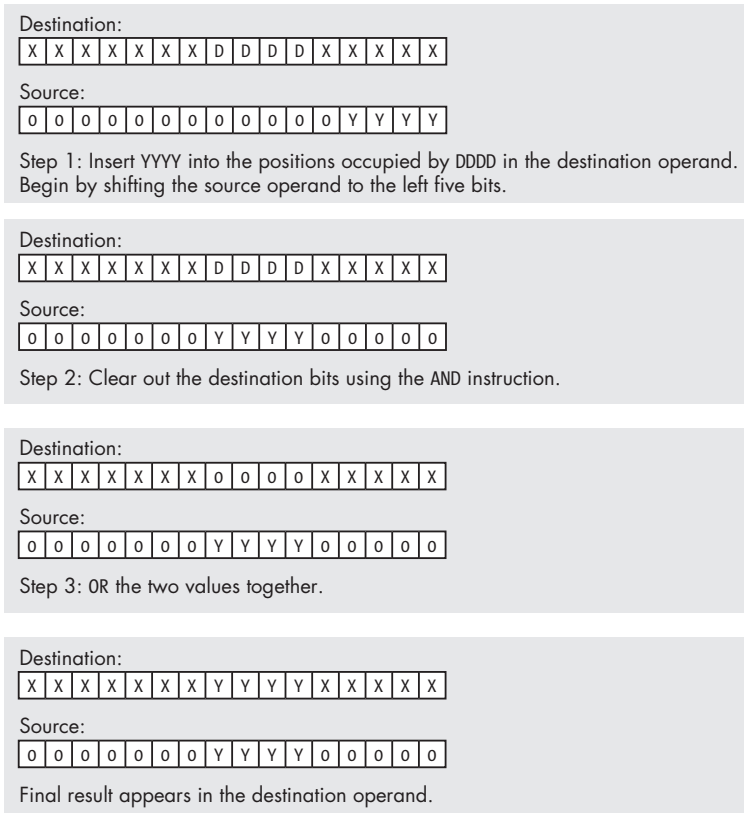 Destination:
X X X X X X X D D D D X X X X X
Source:
0 0 0 0 0 0 0 0 0 0 0 0 Y Y Y Y
Step 1: Insert YYYY into the positions occupied by DDDD in the destination operand.
Begin by shifting the source operand to the left five bits.
Destination:
X X X X X X X D D D D X X X X X
Source:
0 0 0 0 0 0 0 Y Y Y Y 0 0 0 0 0
Step 2: Clear out the destination bits using the AND instruction.
Destination:
X X X X X X X 0 0 0 0 X X X X X
Source:
0 0 0 0 0 0 0 Y Y Y Y 0 0 0 0 0
Step 3: OR the two values together.
Destination:
X X X X X X X Y Y Y Y X X X X X
Source:
0 0 0 0 0 0 0 Y Y Y Y 0 0 0 0 0
Final result appears in the destination operand.